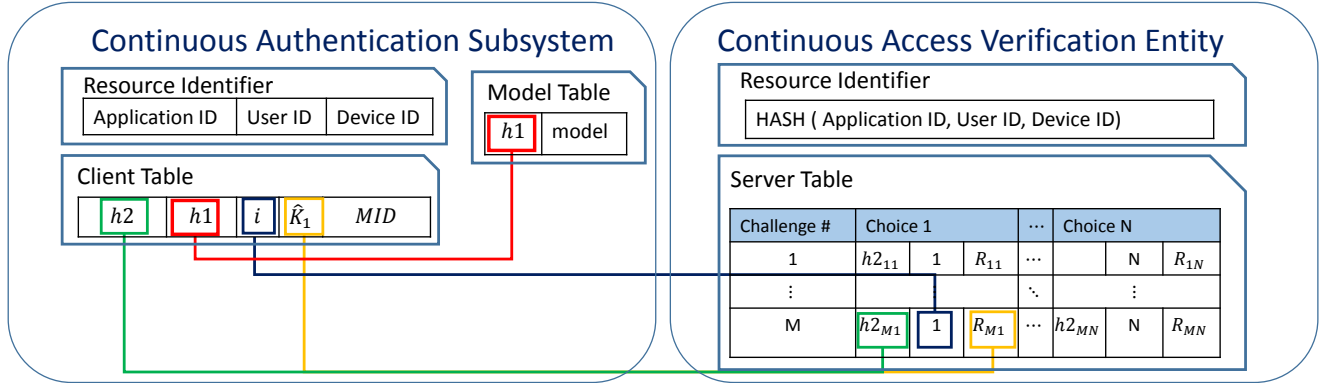 Continuous Authentication Subsystem
Resource Identifier
Application ID User ID Device ID
Model Table
h1 model
Client Table
h2 h1 i K̂₁ MID
Continuous Access Verification Entity
Resource Identifier
HASH ( Application ID, User ID, Device ID)
Server Table
Challenge # Choice 1 ⋯ Choice N
1 h2₁₁ 1 R₁₁ ⋯ N R₁N
⋮ ⋮ ⋱ ⋮
M h2M₁ 1 RM₁ ⋯ h2MN N RMN